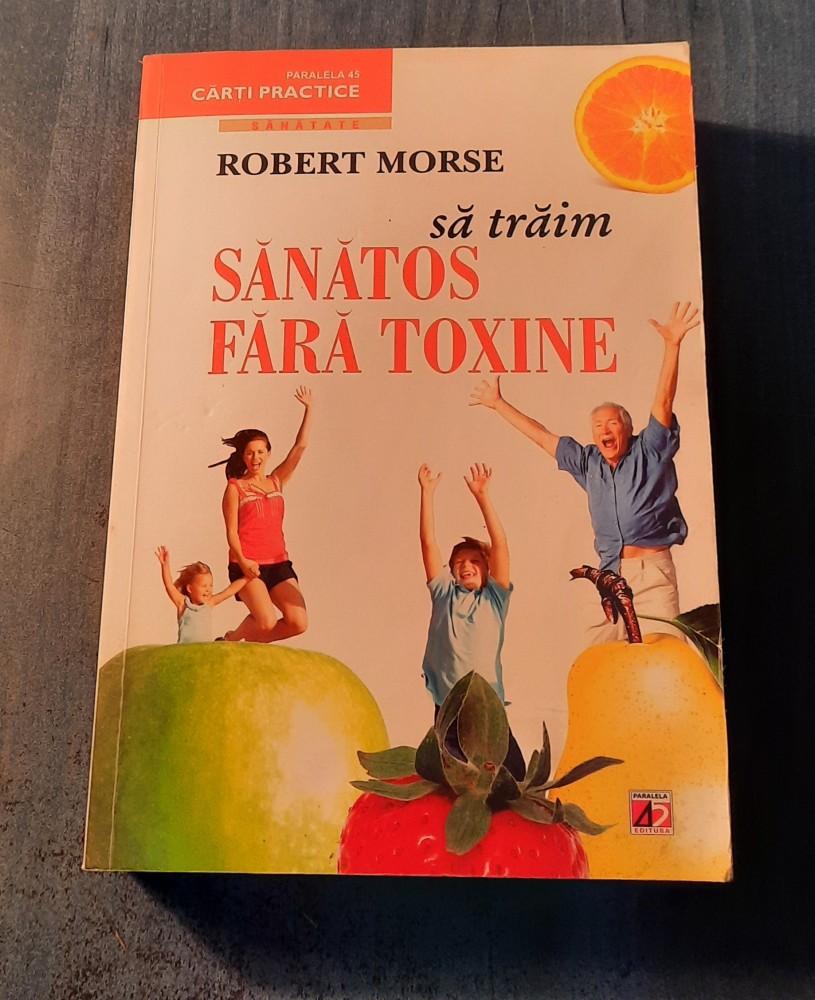 PARALELA 45
CĂRȚI PRACTICE
SĂNĂTATE
ROBERT MORSE
să trăim
SĂNĂTOS
FĂRĂ TOXINE
PARALELA
45
EDITURA